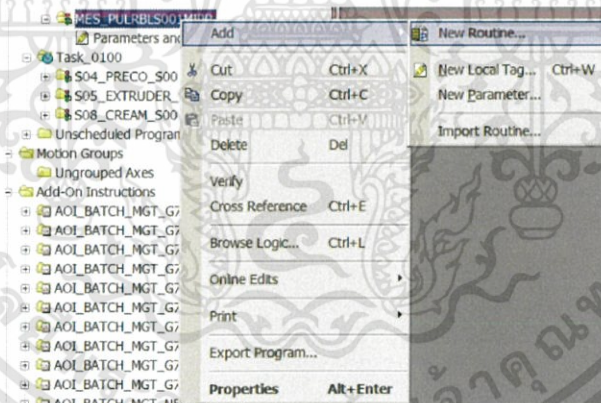 MES_PULRBLS001MIDD
Parameters and
Task_0100
S04_PRECO_S00
S05_EXTRUDER_
S08_CREAM_S00
Unscheduled Program
Motion Groups
Ungrouped Axes
Add-On Instructions
AOI_BATCH_MGT_G7
AOI_BATCH_MGT_G7
AOI_BATCH_MGT_G7
AOI_BATCH_MGT_G7
AOI_BATCH_MGT_G7
AOI_BATCH_MGT_G7
AOI_BATCH_MGT_G7
AOI_BATCH_MGT_G7
AOI_BATCH_MGT_G7
AOI_BATCH_MGT_G7
AOI_BATCH_MGT_NF
Add
Cut Ctrl+X
Copy Ctrl+C
Paste Ctrl+V
Delete Del
Verify
Cross Reference Ctrl+E
Browse Logic... Ctrl+L
Online Edits
Print
Export Program...
Properties Alt+Enter
New Routine...
New Local Tag... Ctrl+W
New Parameter...
Import Routine...